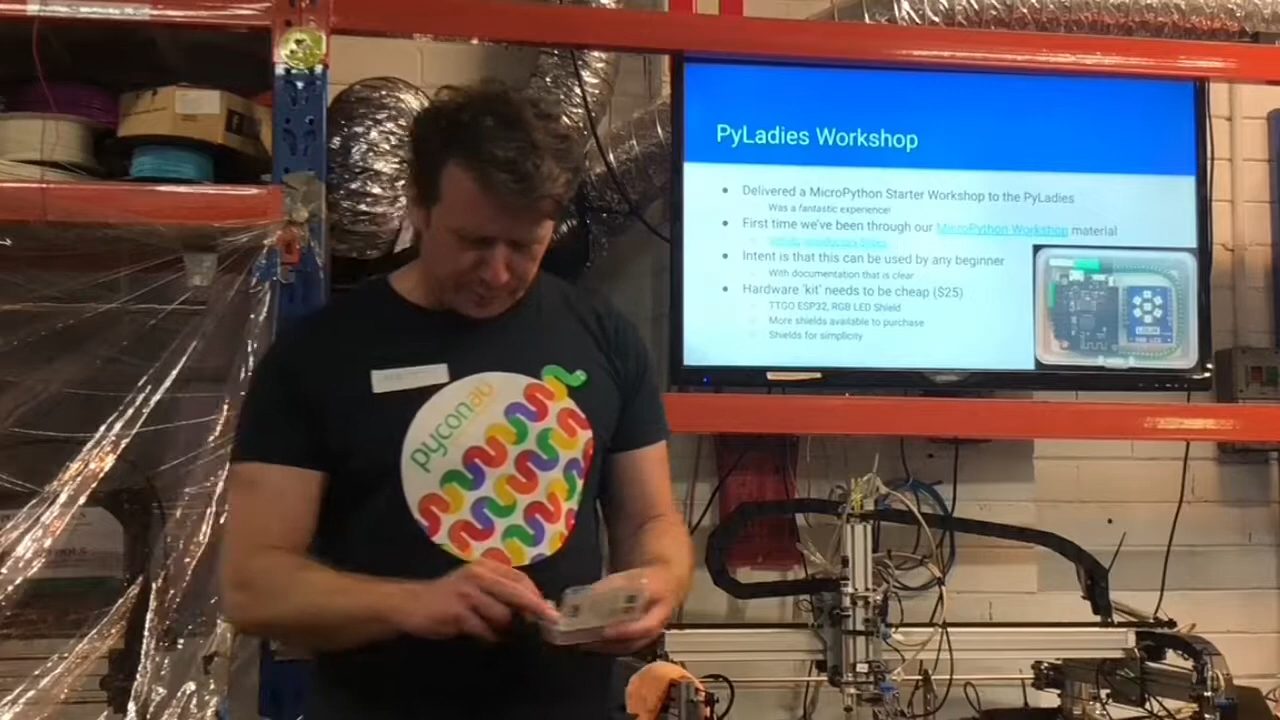 PyLadies Workshop
Delivered a MicroPython Starter Workshop to the PyLadies
Was a fantastic experience!
First time we've been through our MicroPython Workshop material
Intent is that this can be used by any beginner
With documentation that is clear
Hardware 'kit' needs to be cheap ($25)
TTGO ESP32, RGB LED Shield
More shields available to purchase
Shields for simplicity
pyconau